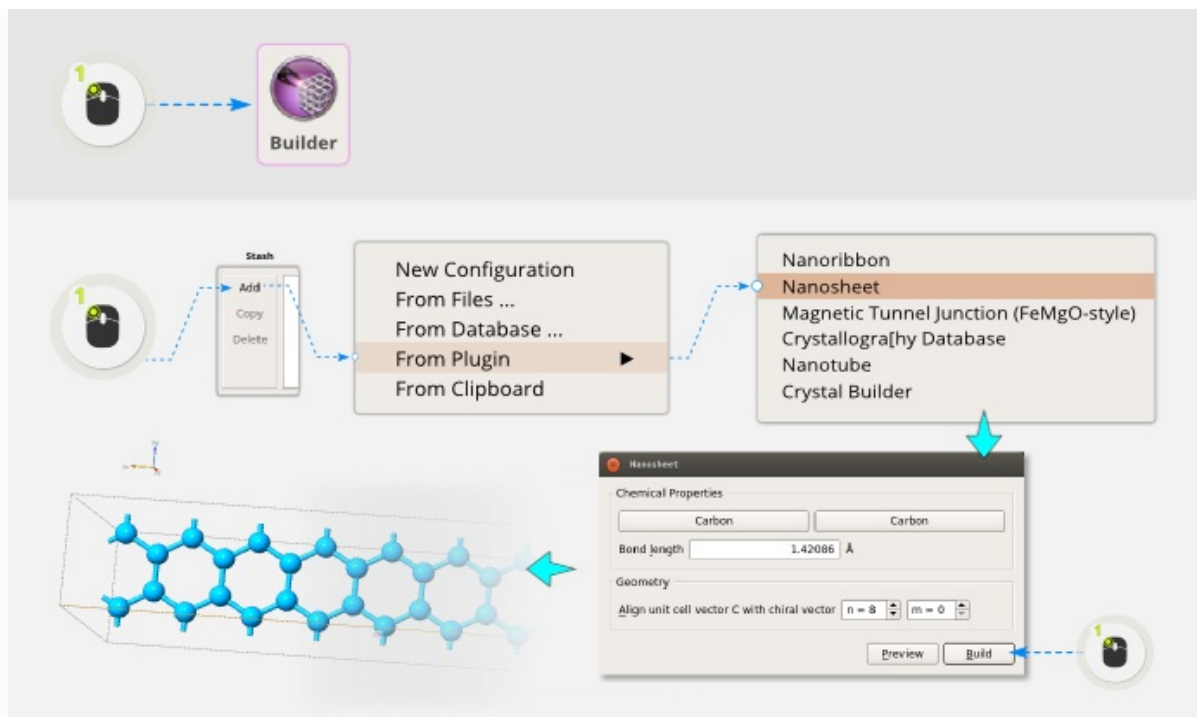 1
Builder
1
Stash
Add
Copy
Delete
New Configuration
From Files ...
From Database ...
From Plugin
From Clipboard
Nanoribbon
Nanosheet
Magnetic Tunnel Junction (FeMgO-style)
Crystallogra[hy Database
Nanotube
Crystal Builder
Nanosheet
Chemical Properties
Carbon Carbon
Bond length 1.42086 Å
Geometry
Align unit cell vector C with chiral vector n = 8 m = 0
Preview Build
1